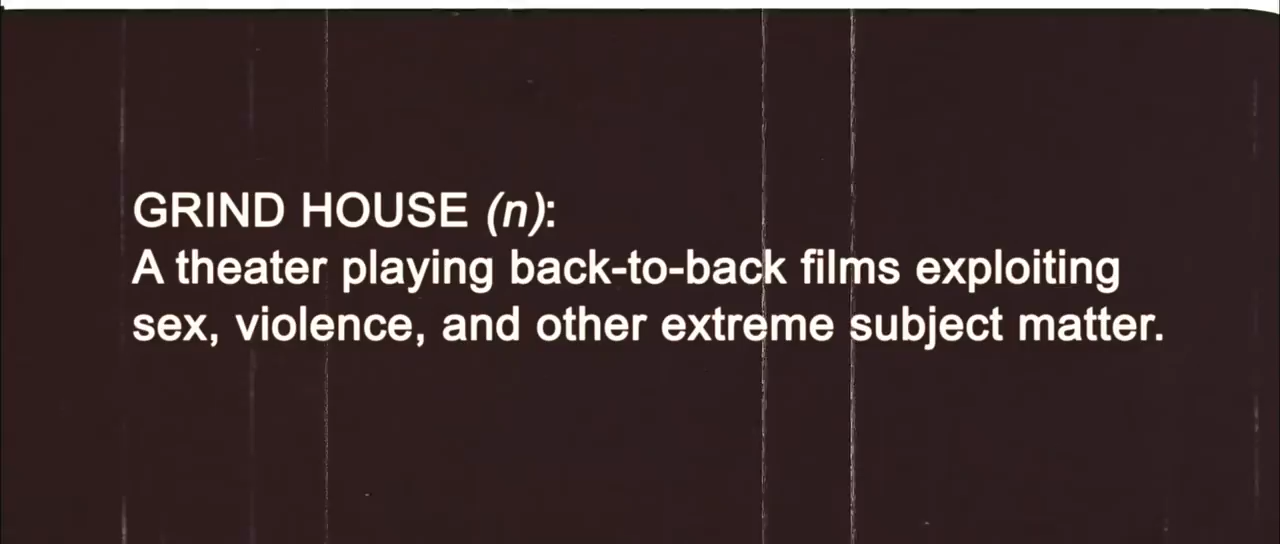 GRIND HOUSE (n):
A theater playing back-to-back films exploiting
sex, violence, and other extreme subject matter.